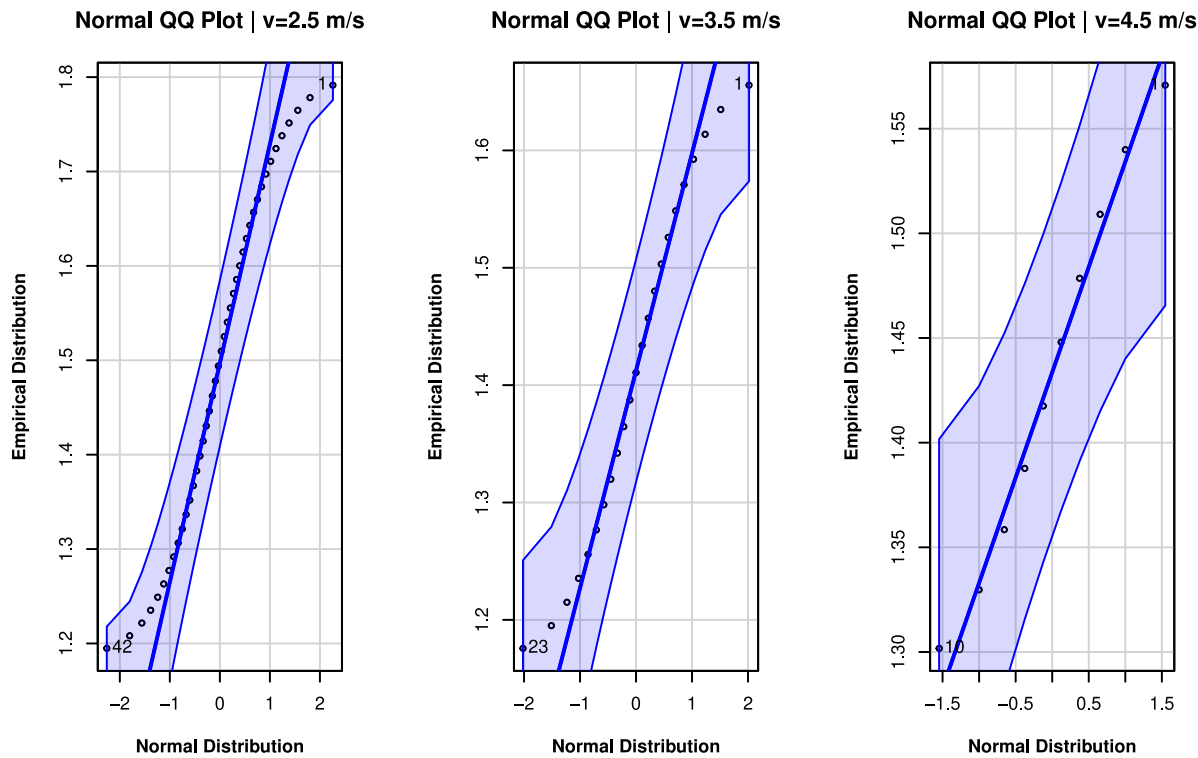 Normal QQ Plot | v=2.5 m/s
Empirical Distribution
1.8
1.7
1.6
1.5
1.4
1.3
1.2
1
42
−2 −1 0 1 2
Normal Distribution
Normal QQ Plot | v=3.5 m/s
Empirical Distribution
1.6
1.5
1.4
1.3
1.2
1
23
−2 −1 0 1 2
Normal Distribution
Normal QQ Plot | v=4.5 m/s
Empirical Distribution
1.55
1.50
1.45
1.40
1.35
1.30
1
10
−1.5 −0.5 0.5 1.5
Normal Distribution